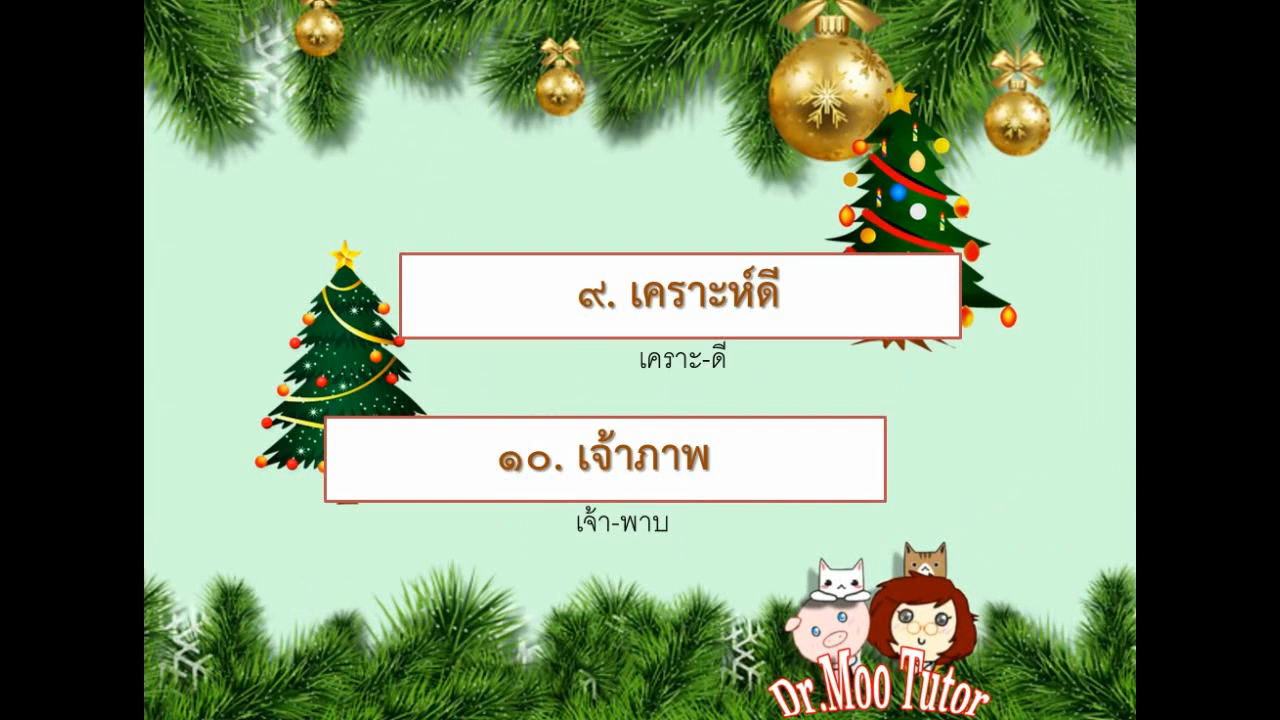 ๙. เคราะห์ดี
เคราะ-ดี
๑๐. เจ้าภาพ
เจ้า-พาบ
Dr.Moo Tutor